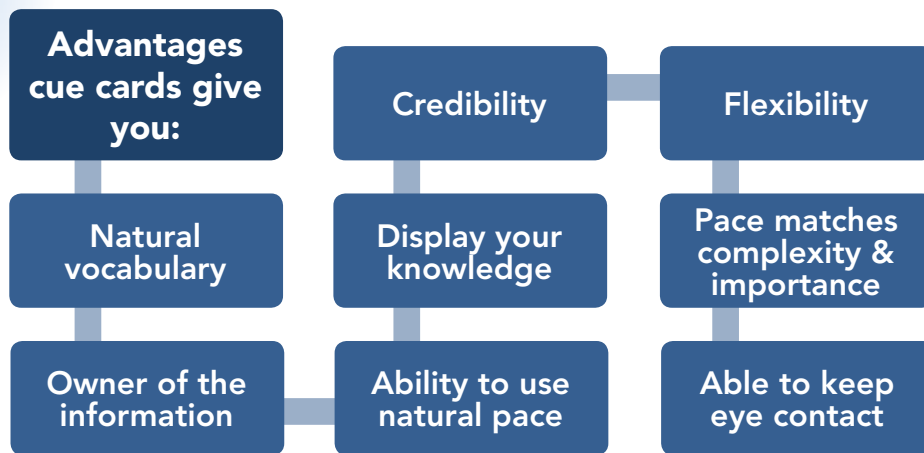 Advantages
cue cards give
you:
Natural
vocabulary
Owner of the
information
Ability to use
natural pace
Display your
knowledge
Credibility
Flexibility
Pace matches
complexity &
importance
Able to keep
eye contact